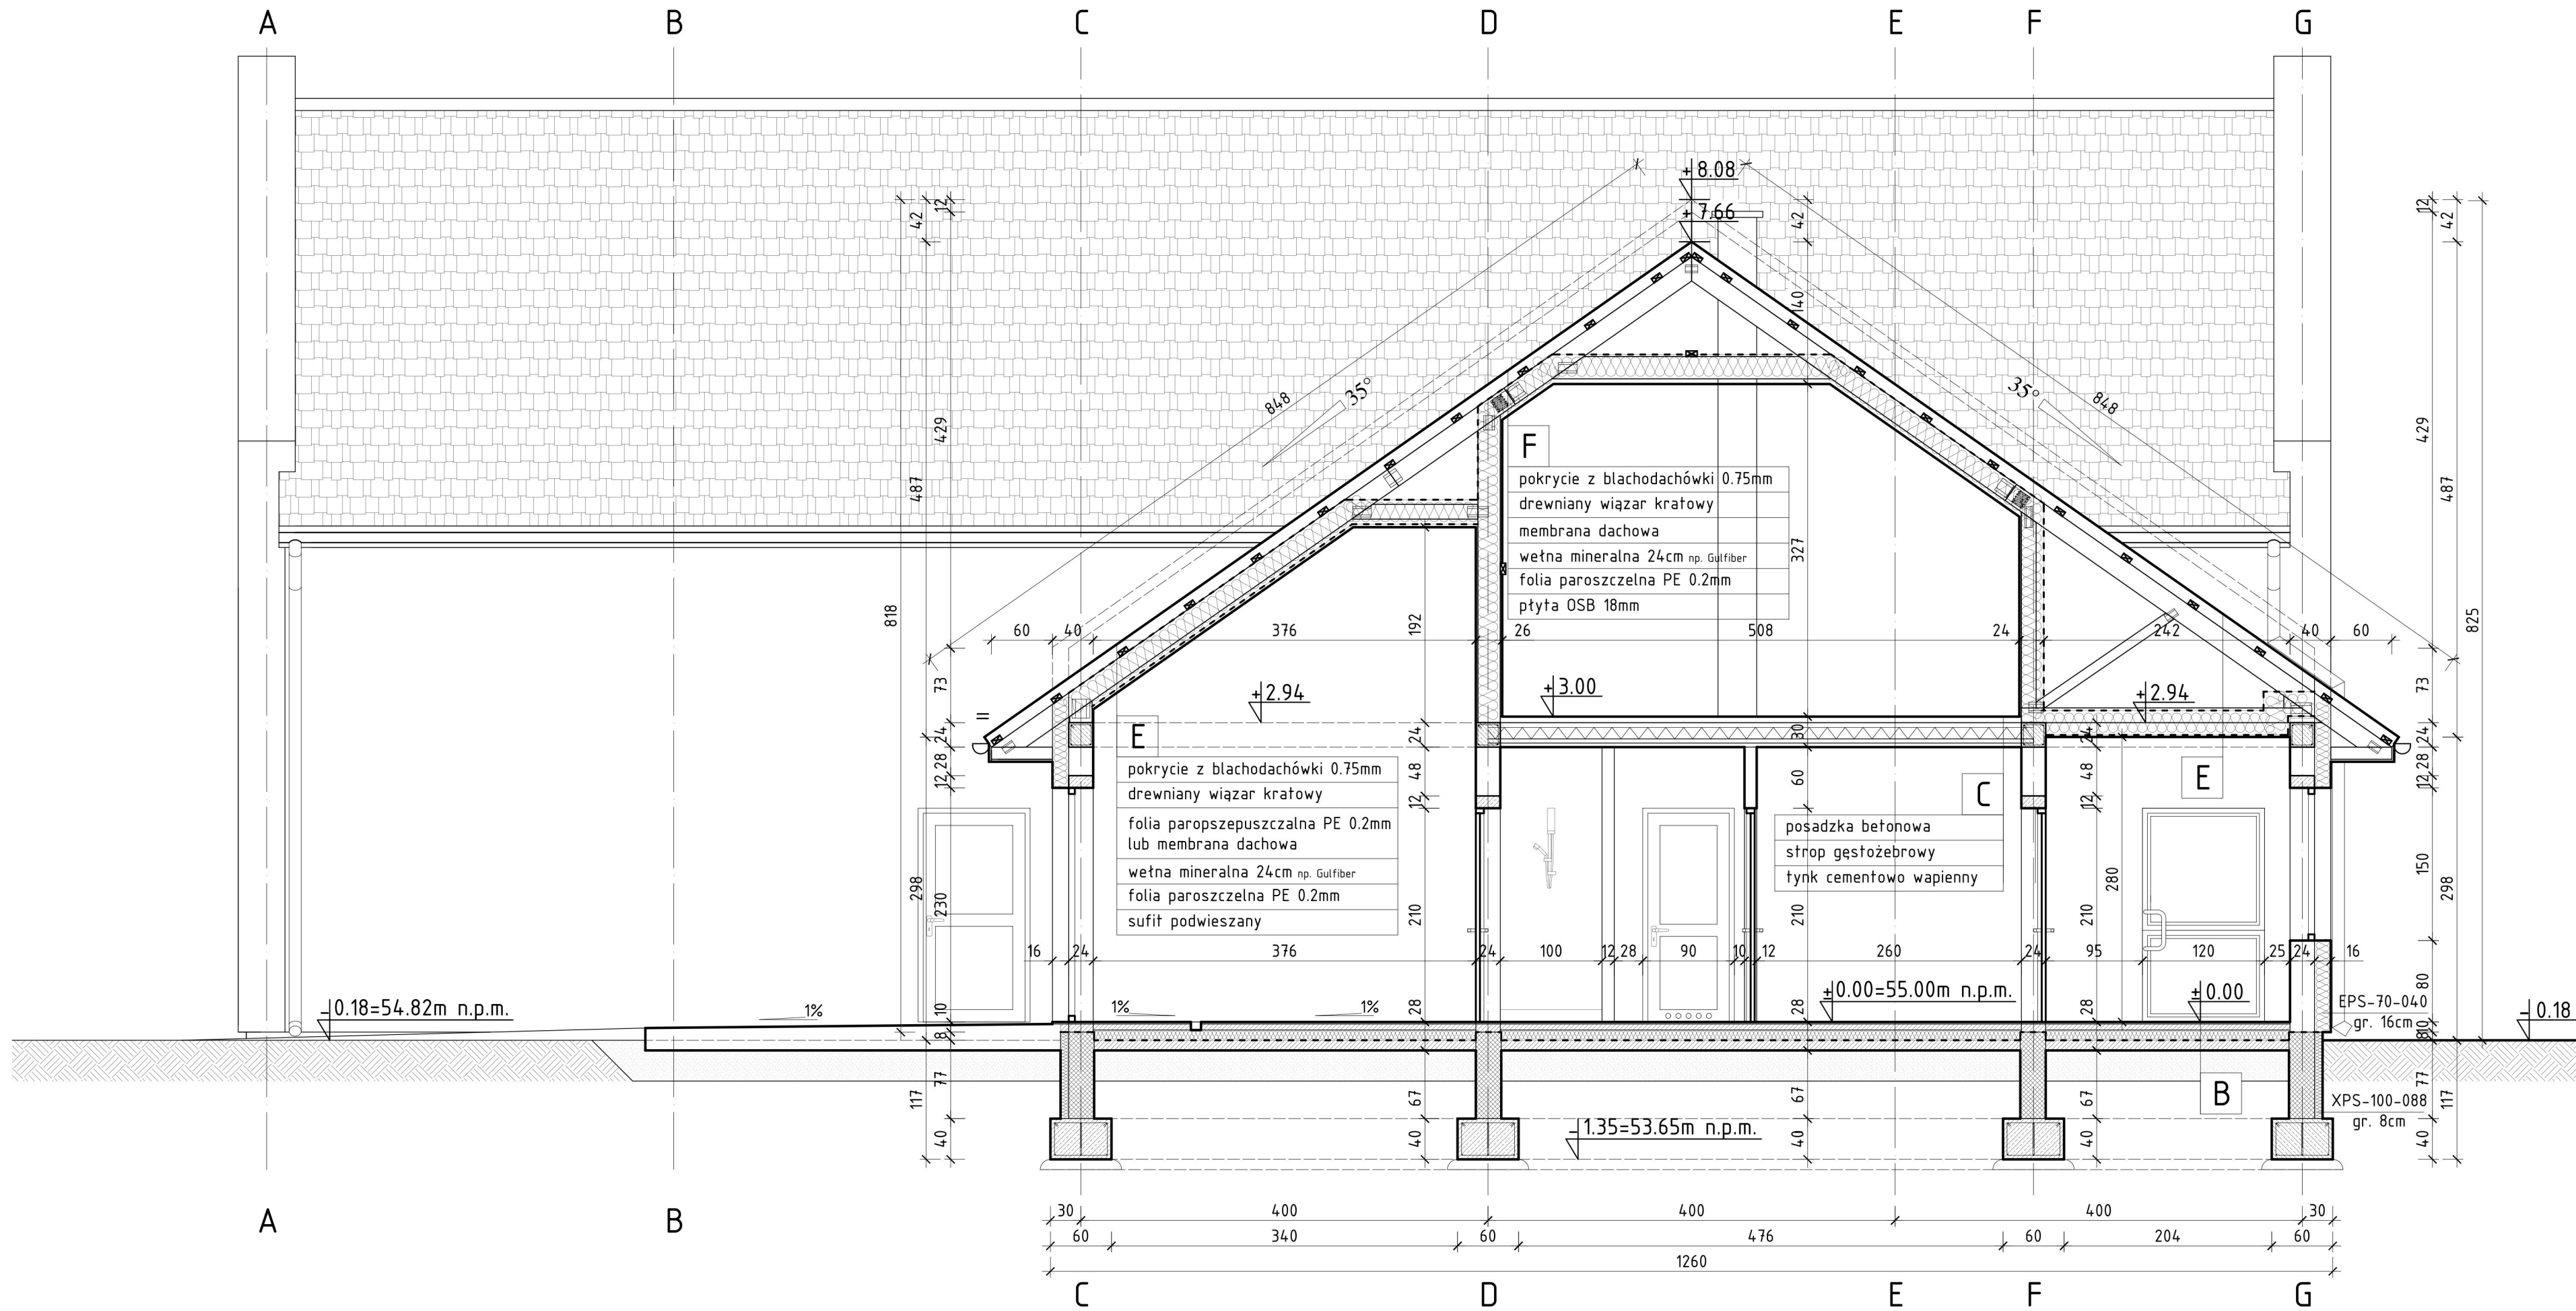 A B C D E F G
+8.08
+7.66
12
42
42
12
42
140
848
35°
35°
848
429
487
429
487
F
pokrycie z blachodachówki 0.75mm
drewniany wiązar kratowy
membrana dachowa
wełna mineralna 24cm np. Gulfiber
folia paroszczelna PE 0.2mm
płyta OSB 18mm
327
818
825
60 40 376 192 26 508 24 242 40 60
73
+2.94
+3.00
+2.94
73
24
24
30
24
24
E
pokrycie z blachodachówki 0.75mm
drewniany wiązar kratowy
folia paropszepuszczalna PE 0.2mm
lub membrana dachowa
wełna mineralna 24cm np. Gulfiber
folia paroszczelna PE 0.2mm
sufit podwieszany
28
12
48
12
60
C
posadzka betonowa
strop gęstożebrowy
tynk cementowo wapienny
48
12
E
28
12
298
230
210
210
210
280
150
298
16 24 376 24 100 12 28 90 10 12 260 24 95 120 25 24 16
-0.18=54.82m n.p.m.
1%
1%
1%
±0.00=55.00m n.p.m.
±0.00
80
EPS-70-040
gr. 16cm
-0.18
10
8
28
28
28
10
8
117
77
40
67
40
67
40
67
40
77
40
117
B
XPS-100-088
gr. 8cm
-1.35=53.65m n.p.m.
30 400 400 400 30
60 340 60 476 60 204 60
1260
A B
C D E F G